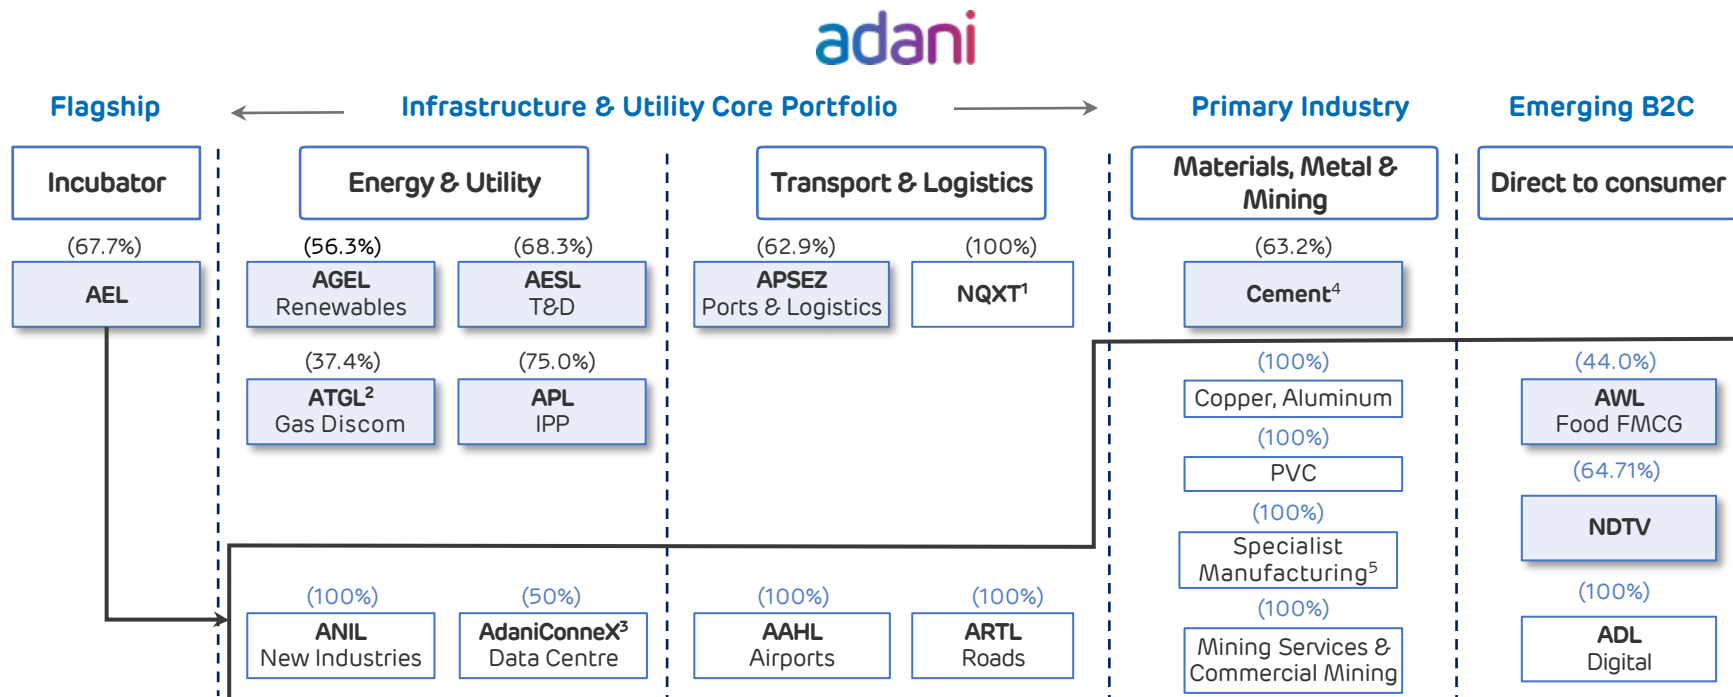 adani
Flagship
Infrastructure & Utility Core Portfolio
Primary Industry
Emerging B2C
Incubator
Energy & Utility
Transport & Logistics
Materials, Metal &
Mining
Direct to consumer
(67.7%)
AEL
(56.3%)
AGEL
Renewables
(68.3%)
AESL
T&D
(62.9%)
APSEZ
Ports & Logistics
(100%)
NQXT¹
(63.2%)
Cement⁴
(37.4%)
ATGL²
Gas Discom
(75.0%)
APL
IPP
(100%)
Copper, Aluminum
(100%)
PVC
(100%)
Specialist
Manufacturing⁵
(100%)
Mining Services &
Commercial Mining
(44.0%)
AWL
Food FMCG
(64.71%)
NDTV
(100%)
ADL
Digital
(100%)
ANIL
New Industries
(50%)
AdaniConneX³
Data Centre
(100%)
AAHL
Airports
(100%)
ARTL
Roads